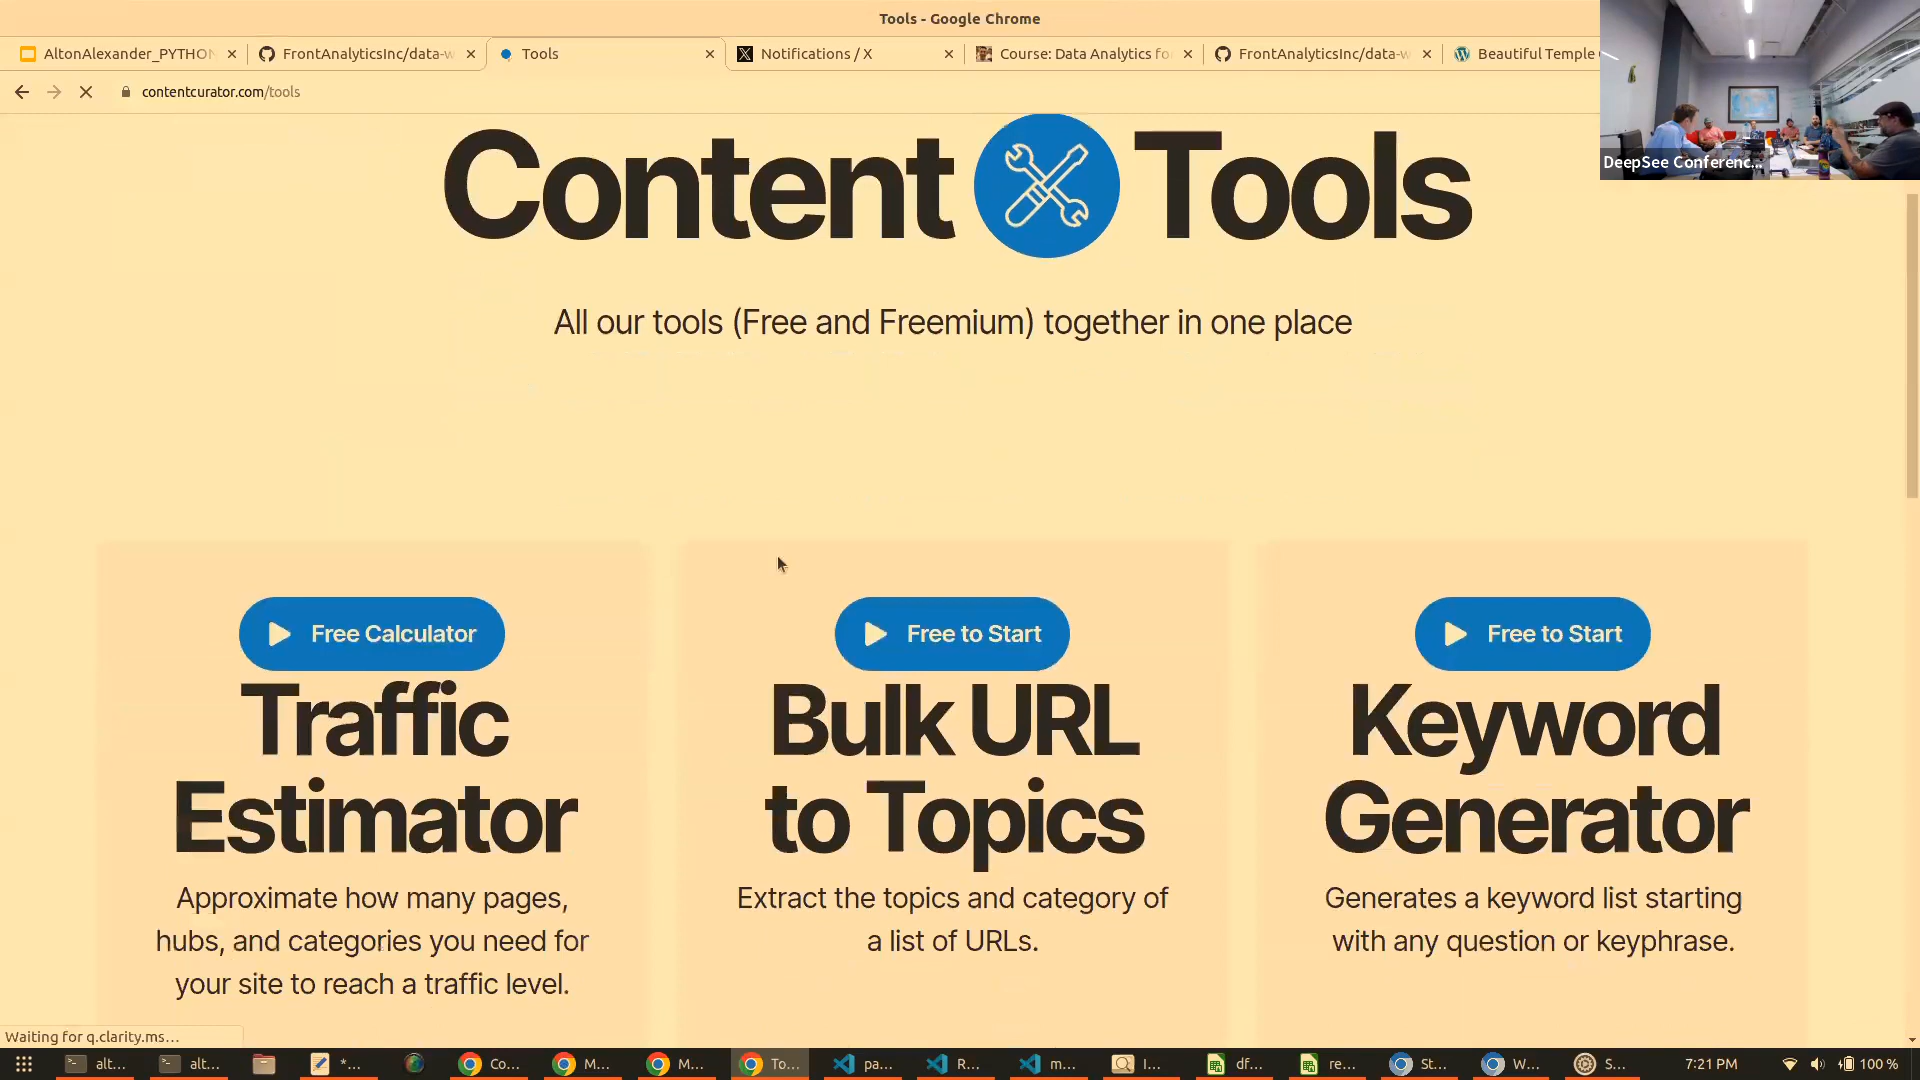 Tools - Google Chrome
AltonAlexander_PYTHON
FrontAnalyticsInc/data-w
Tools
Notifications / X
Course: Data Analytics fo
FrontAnalyticsInc/data-w
Beautiful Temple
contentcurator.com/tools
DeepSee Conferenc...
Content Tools
All our tools (Free and Freemium) together in one place
Free Calculator
Traffic
Estimator
Approximate how many pages,
hubs, and categories you need for
your site to reach a traffic level.
Free to Start
Bulk URL
to Topics
Extract the topics and category of
a list of URLs.
Free to Start
Keyword
Generator
Generates a keyword list starting
with any question or keyphrase.
Waiting for q.clarity.ms...
alt...
alt...
*...
Co...
M...
M...
To...
pa...
R...
m...
I...
df...
re...
St...
W...
S...
7:21 PM
100 %